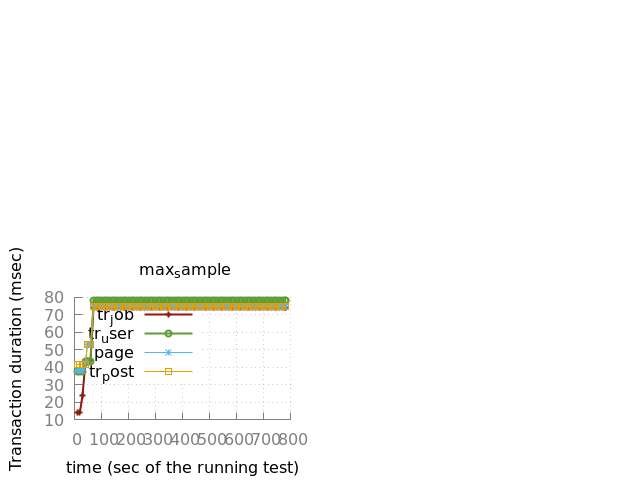 max_sample
Transaction duration (msec)
80
70
60
50
40
30
20
10
tr_job
tr_user
page
tr_post
0 100 200 300 400 500 600 700 800
time (sec of the running test)